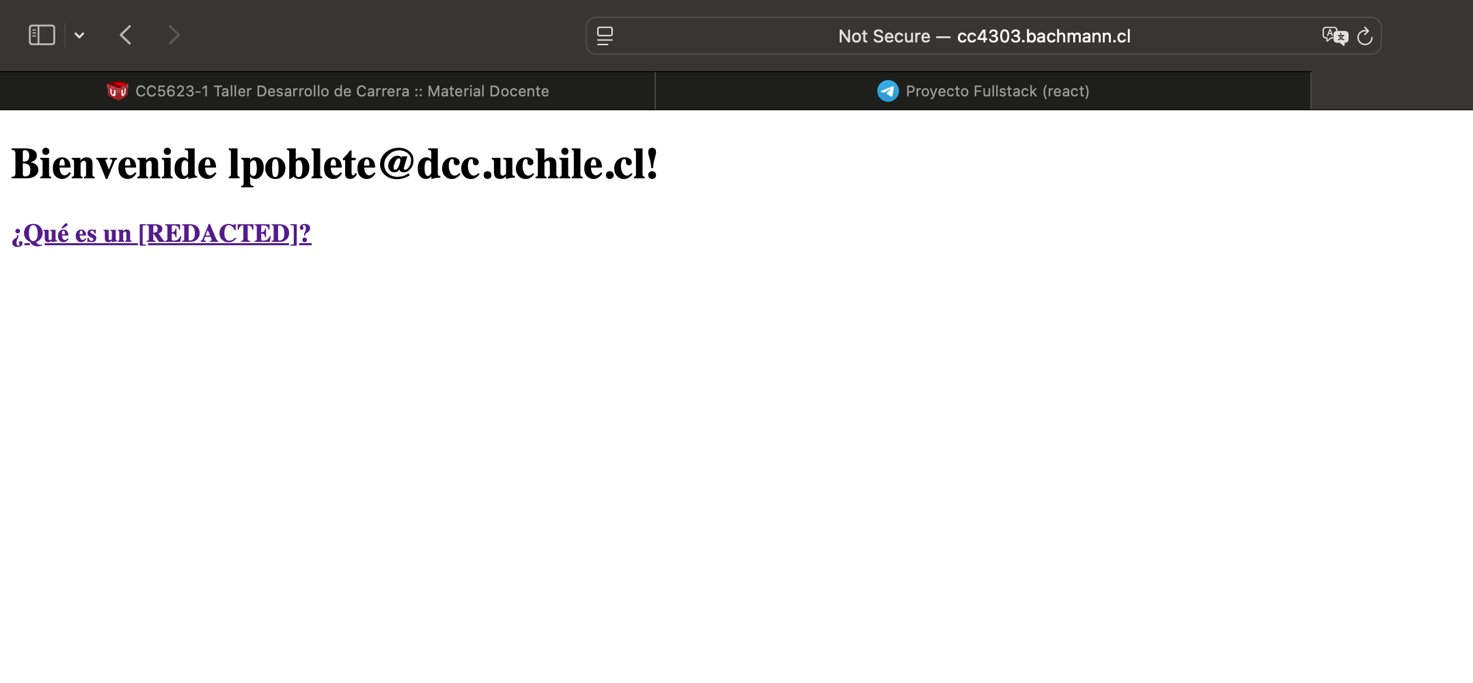 Not Secure — cc4303.bachmann.cl
CC5623-1 Taller Desarrollo de Carrera :: Material Docente
Proyecto Fullstack (react)
Bienvenide lpoblete@dcc.uchile.cl!
¿Qué es un [REDACTED]?